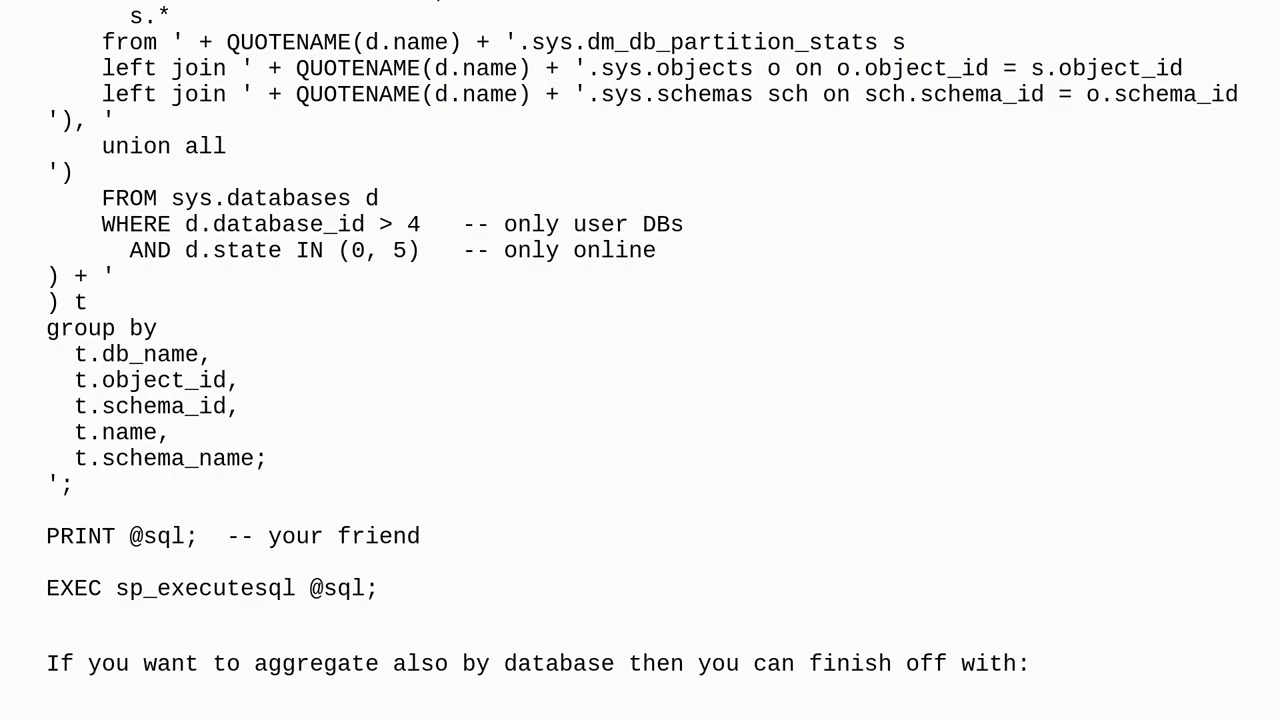 s.*
from ' + QUOTENAME(d.name) + '.sys.dm_db_partition_stats s
left join ' + QUOTENAME(d.name) + '.sys.objects o on o.object_id = s.object_id
left join ' + QUOTENAME(d.name) + '.sys.schemas sch on sch.schema_id = o.schema_id
'), '
union all
')
FROM sys.databases d
WHERE d.database_id > 4   -- only user DBs
AND d.state IN (0, 5)   -- only online
) + '
) t
group by
t.db_name,
t.object_id,
t.schema_id,
t.name,
t.schema_name;
';
PRINT @sql;  -- your friend
EXEC sp_executesql @sql;
If you want to aggregate also by database then you can finish off with: